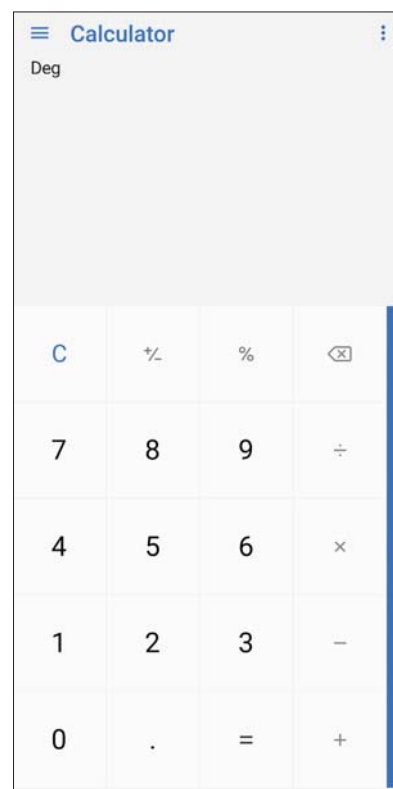 Calculator
Deg
C +/- %
7 8 9 ÷
4 5 6 ×
1 2 3 −
0 . = +